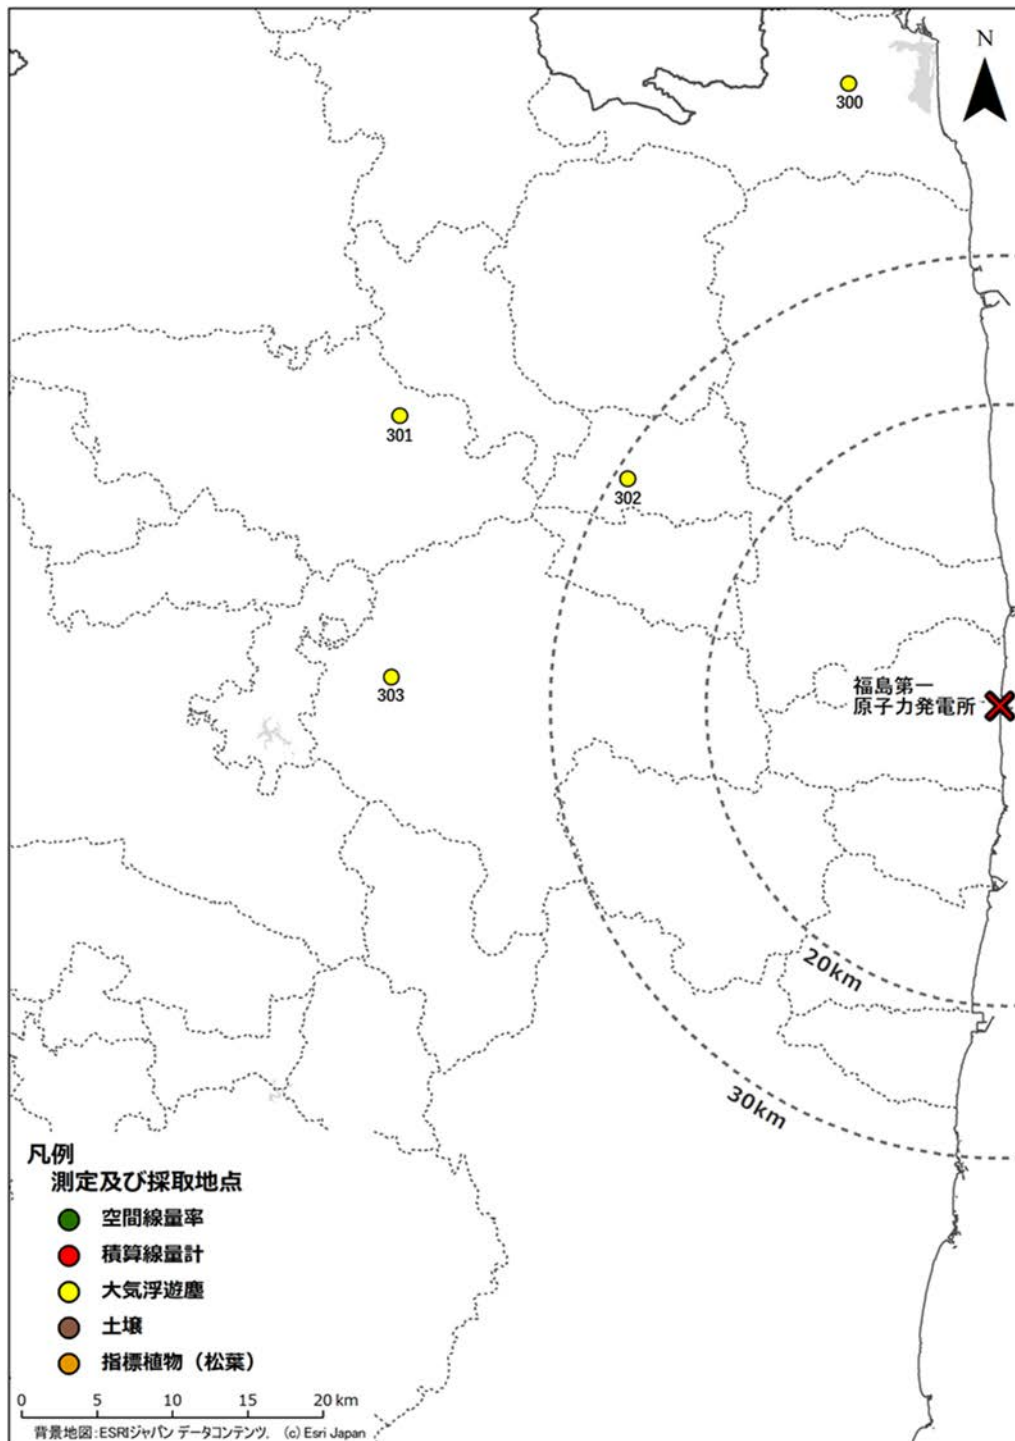 N
300
301
302
303
福島第一
原子力発電所
20km
30km
凡例
測定及び採取地点
空間線量率
積算線量計
大気浮遊塵
土壌
指標植物（松葉）
0 5 10 15 20 km
背景地図:ESRIジャパン データコンテンツ, (c) Esri Japan